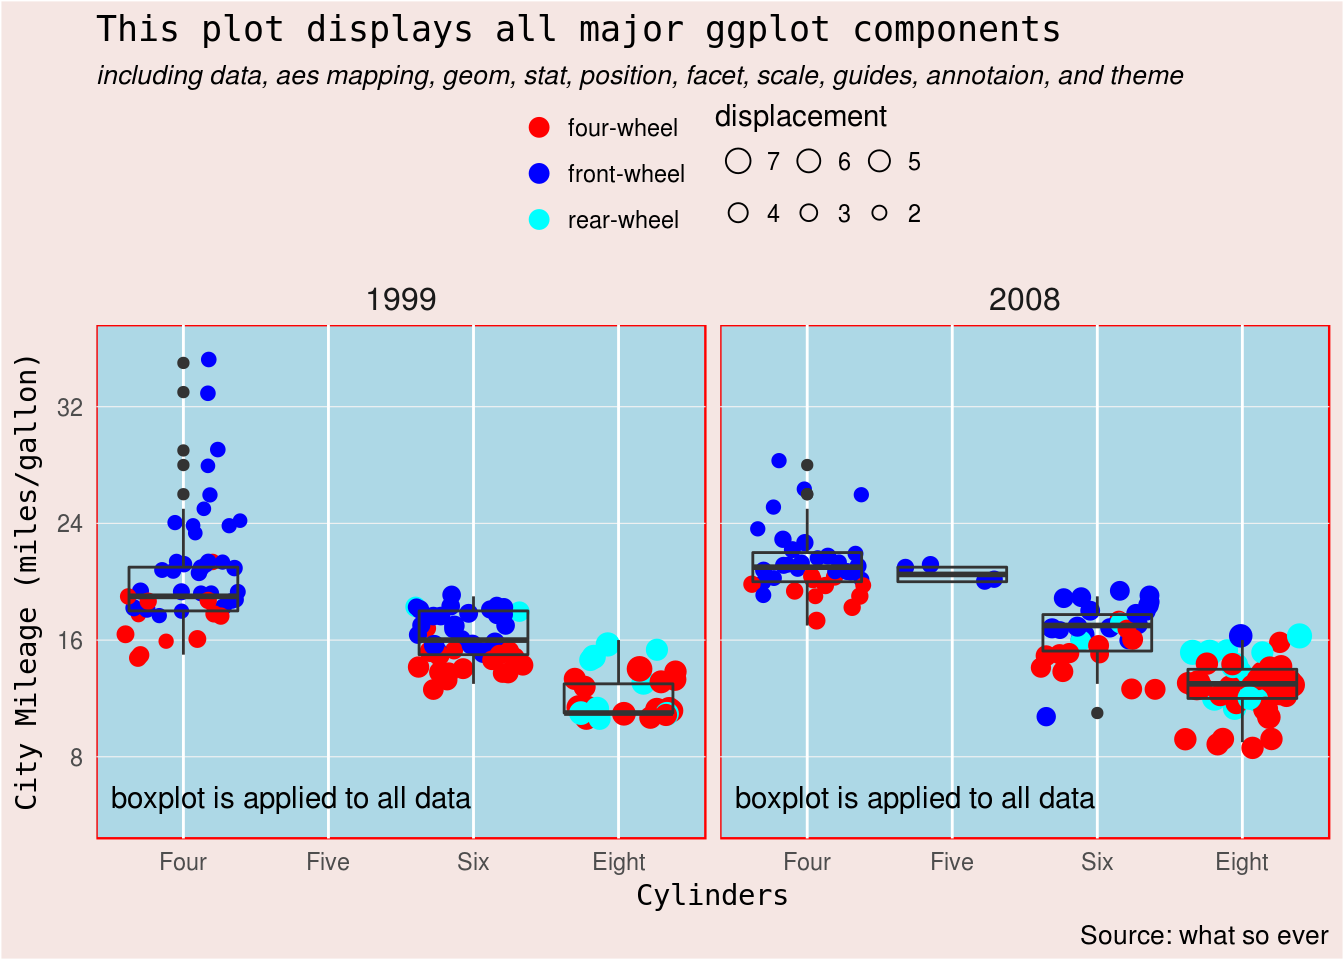 This plot displays all major ggplot components
including data, aes mapping, geom, stat, position, facet, scale, guides, annotaion, and theme
four-wheel
front-wheel
rear-wheel
displacement
7 6 5
4 3 2
1999
2008
City Mileage (miles/gallon)
32
24
16
8
boxplot is applied to all data
boxplot is applied to all data
Four Five Six Eight
Four Five Six Eight
Cylinders
Source: what so ever